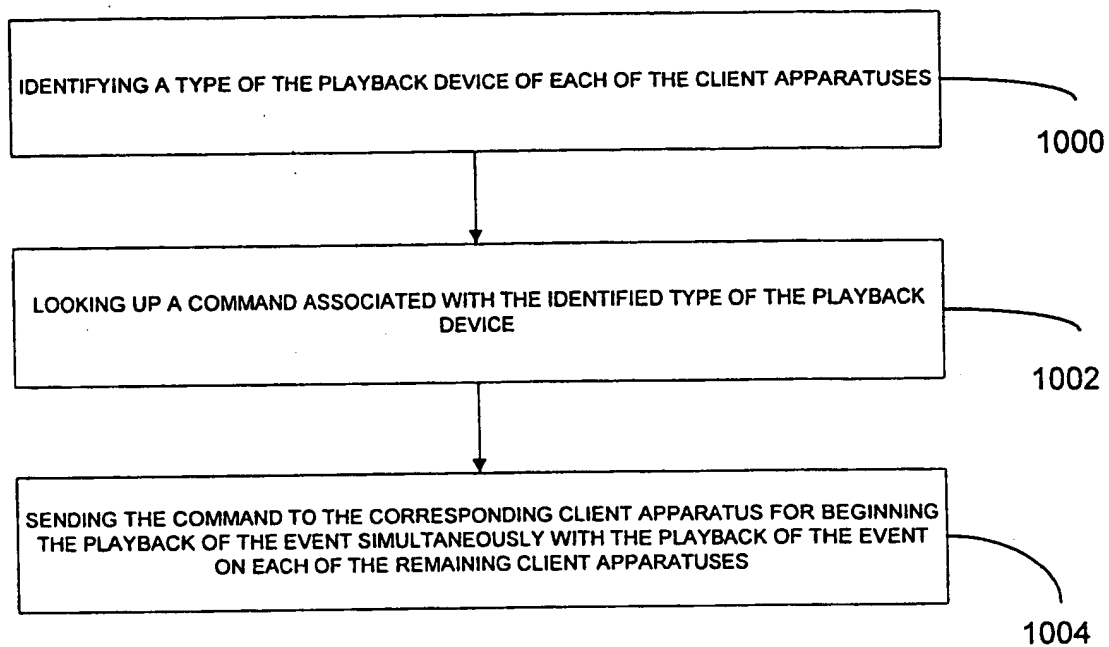 IDENTIFYING A TYPE OF THE PLAYBACK DEVICE OF EACH OF THE CLIENT APPARATUSES
1000
LOOKING UP A COMMAND ASSOCIATED WITH THE IDENTIFIED TYPE OF THE PLAYBACK
DEVICE
1002
SENDING THE COMMAND TO THE CORRESPONDING CLIENT APPARATUS FOR BEGINNING
THE PLAYBACK OF THE EVENT SIMULTANEOUSLY WITH THE PLAYBACK OF THE EVENT
ON EACH OF THE REMAINING CLIENT APPARATUSES
1004